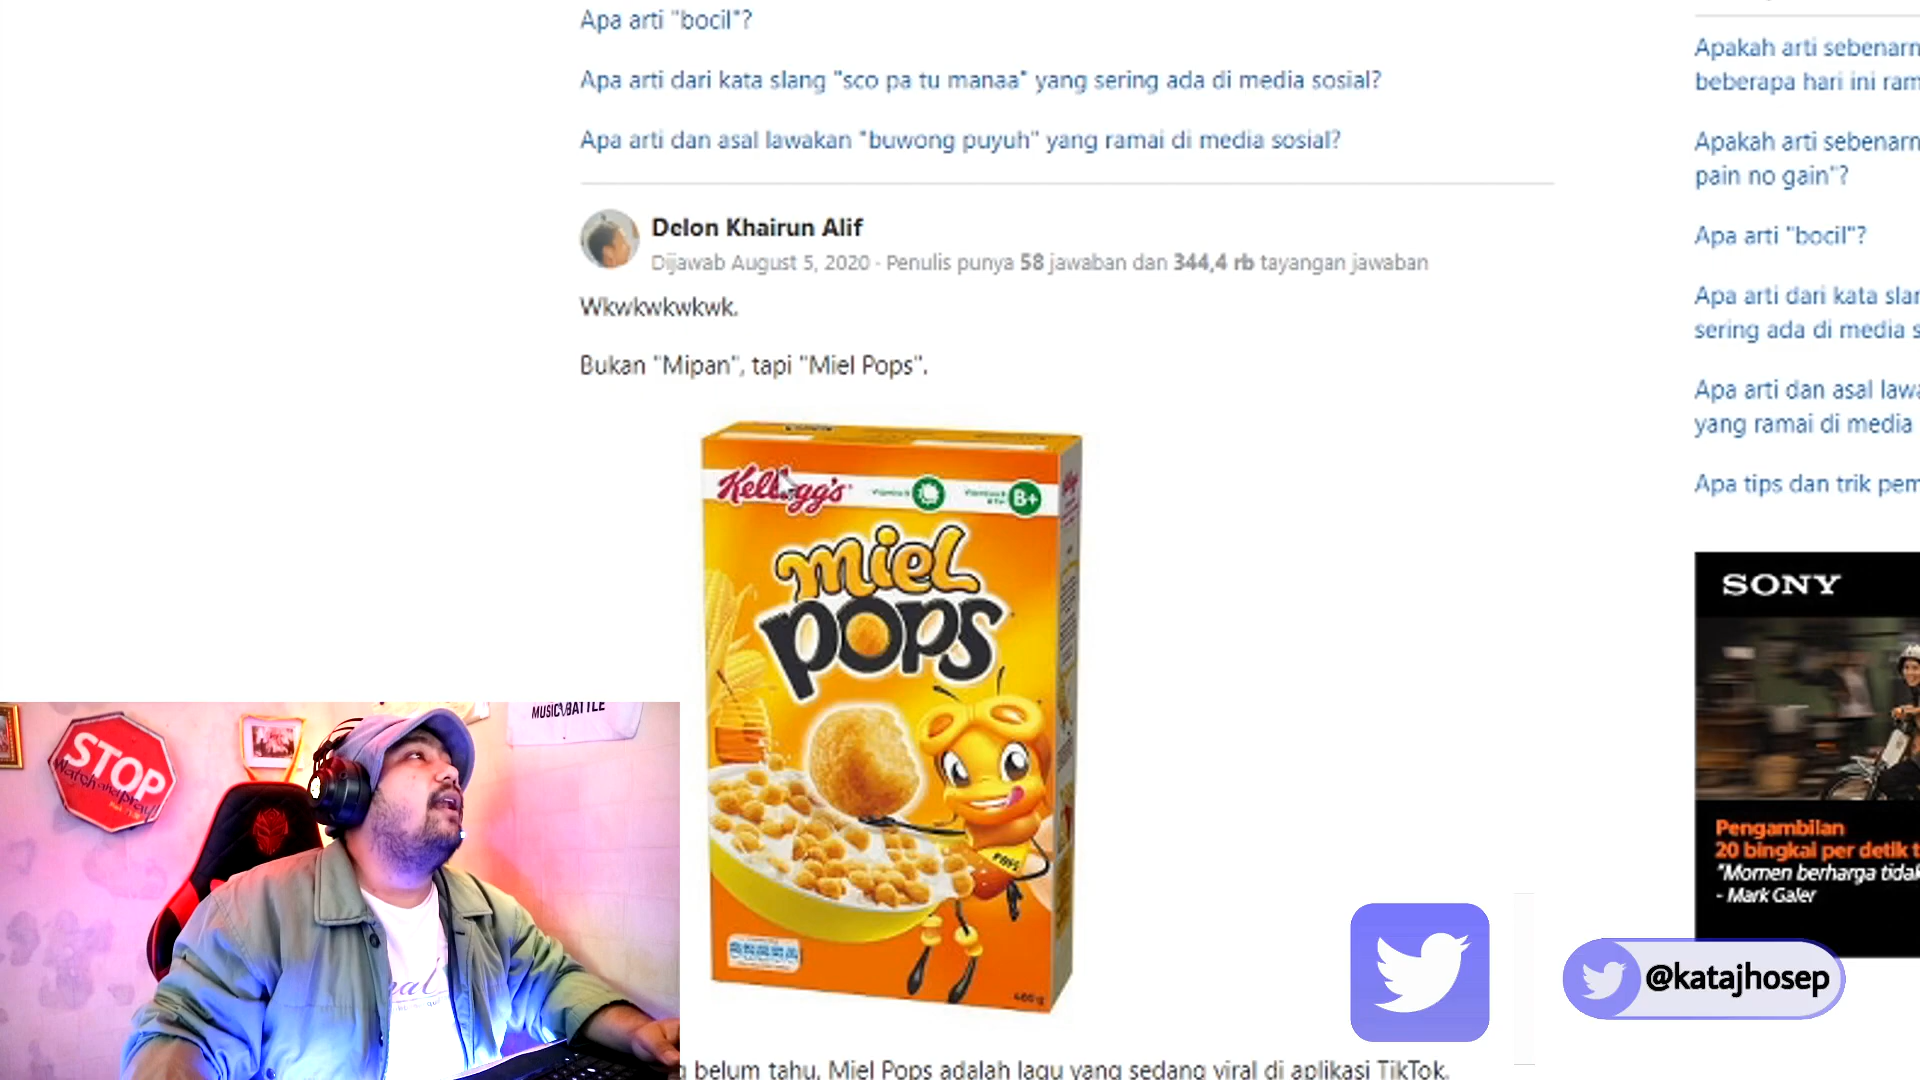 Apa arti "bocil"?
Apa arti dari kata slang "sco pa tu manaa" yang sering ada di media sosial?
Apa arti dan asal lawakan "buwong puyuh" yang ramai di media sosial?
Delon Khairun Alif
Dijawab August 5, 2020 · Penulis punya 58 jawaban dan 344,4 rb tayangan jawaban
Wkwkwkwkwk.
Bukan "Mipan", tapi "Miel Pops".
Kellogg's
B+
miel
pops
POPS
belum tahu, Miel Pops adalah lagu yang sedang viral di aplikasi TikTok.
Apakah arti sebenarn
beberapa hari ini ram
Apakah arti sebenarn
pain no gain"?
Apa arti "bocil"?
Apa arti dari kata slan
sering ada di media s
Apa arti dan asal lawa
yang ramai di media
Apa tips dan trik pem
SONY
Pengambilan
20 bingkai per detik t
"Momen berharga tidak
- Mark Galer
STOP
Watch and pray!!
MUSIC BATTLE
@katajhosep